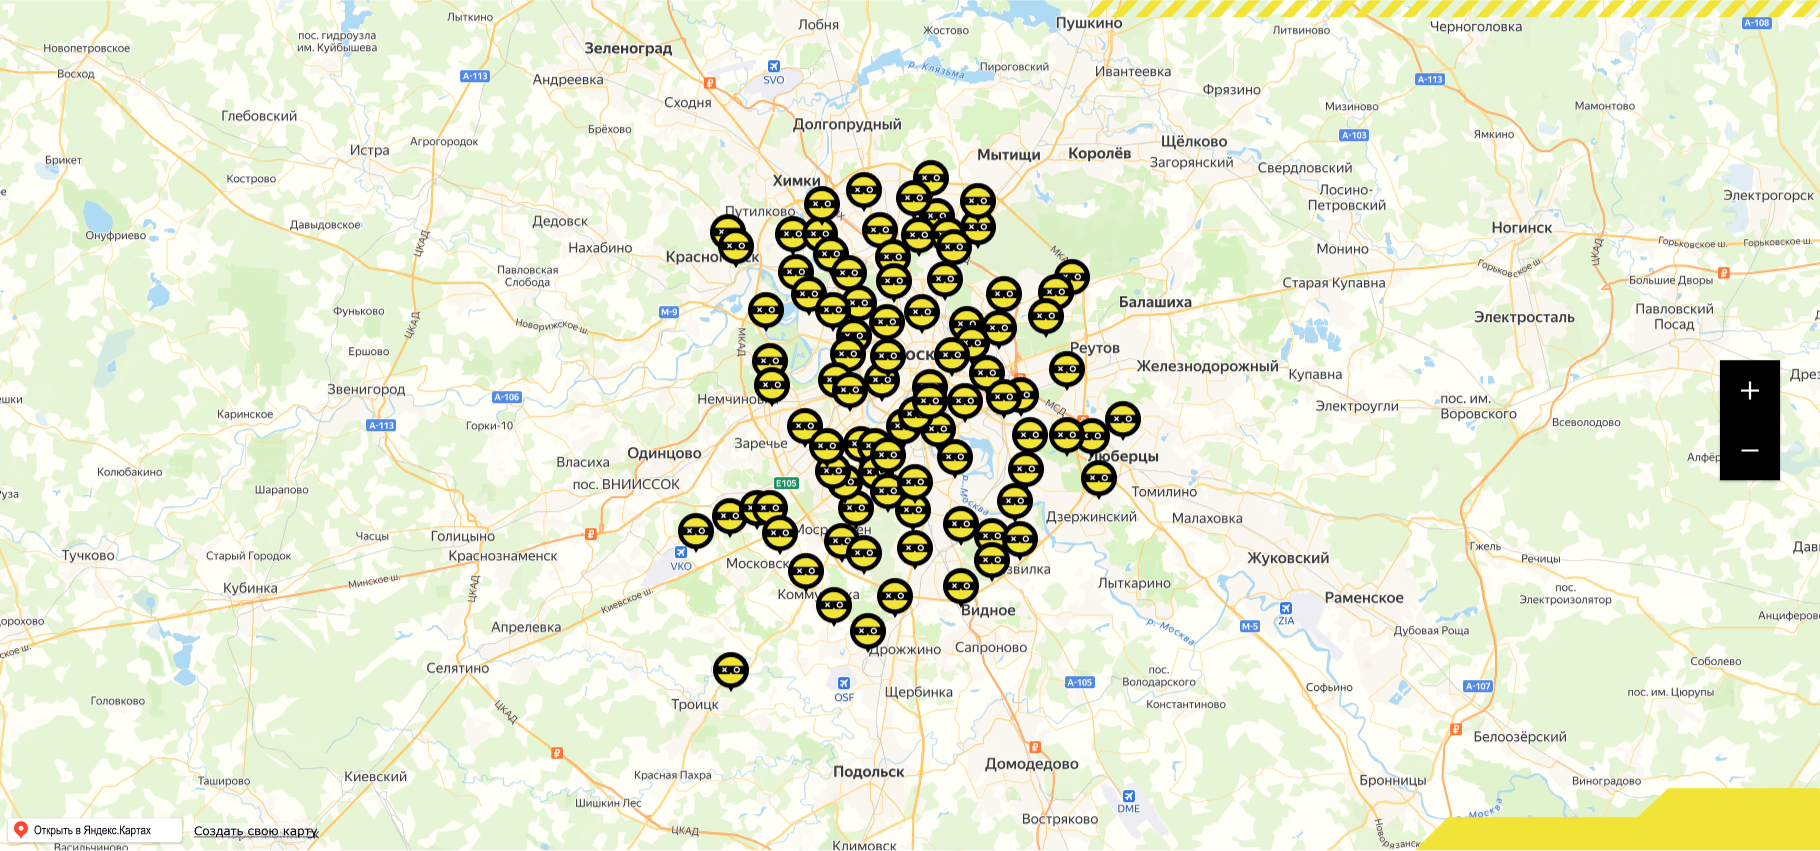 Лыткино
Лобня
Пушкино
А-108
пос. гидроузла
им. Куйбышева
Жостово
Литвиново
Черноголовка
Новопетровское
Зеленоград
Восход
А-113
Андреевка
SVO
р. Клязьма
Пироговский
Ивантеевка
А-113
Сходня
Фрязино
Мизиново
Мамонтово
Глебовский
Брёхово
Долгопрудный
А-103
Ямкино
Агрогородок
Щёлково
Истра
Мытищи
Королёв
Загорянский
Брикет
Свердловский
Кострово
Химки
Лосино-
Петровский
Электрогорск
Путилково
Давыдовское
Дедовск
Ногинск
Онуфриево
ЦКАД
Нахабино
Монино
ЦКАД
Горьковское ш.
Горьковское ш.
Павловская
Слобода
Горьковское ш.
Старая Купавна
Большие Дворы
Балашиха
Фуньково
М-9
Электросталь
Павловский
Посад
ЦКАД
Новорижское ш.
МКАД
Ершово
Реутов
Железнодорожный
Купавна
Звенигород
А-106
Электроугли
пос. им.
Воровского
Каринское
А-113
Горки-10
Всеволодово
Заречье
Одинцово
Люберцы
Колюбакино
Власиха
Шарапово
пос. ВНИИССОК
E105
Томилино
р. Москва
Дзержинский
Малаховка
Часцы
Голицыно
Тучково
Старый Городок
Краснознаменск
VKO
Гжель
Речицы
Жуковский
Кубинка
Минское ш.
ЦКАД
Лыткарино
пос.
Электроизолятор
Киевское ш.
Раменское
ZIA
Видное
М-5
Апрелевка
р. Москва
Дубровая Роща
Дрожжино
Сапроново
Селятино
Соболево
пос.
Володарского
А-105
OSF
Щербинка
Софьино
А-107
пос. им. Цюрупы
Головково
Троицк
Константиново
ЦКАД
Белоозёрский
Домодедово
Киевский
Красная Пахра
Подольск
Таширово
Бронницы
Виноградово
Шишкин Лес
DME
р. Москва
Востряково
Открыть в Яндекс.Картах
Создать свою карту
ЦКАД
Климовск
Васильчиново